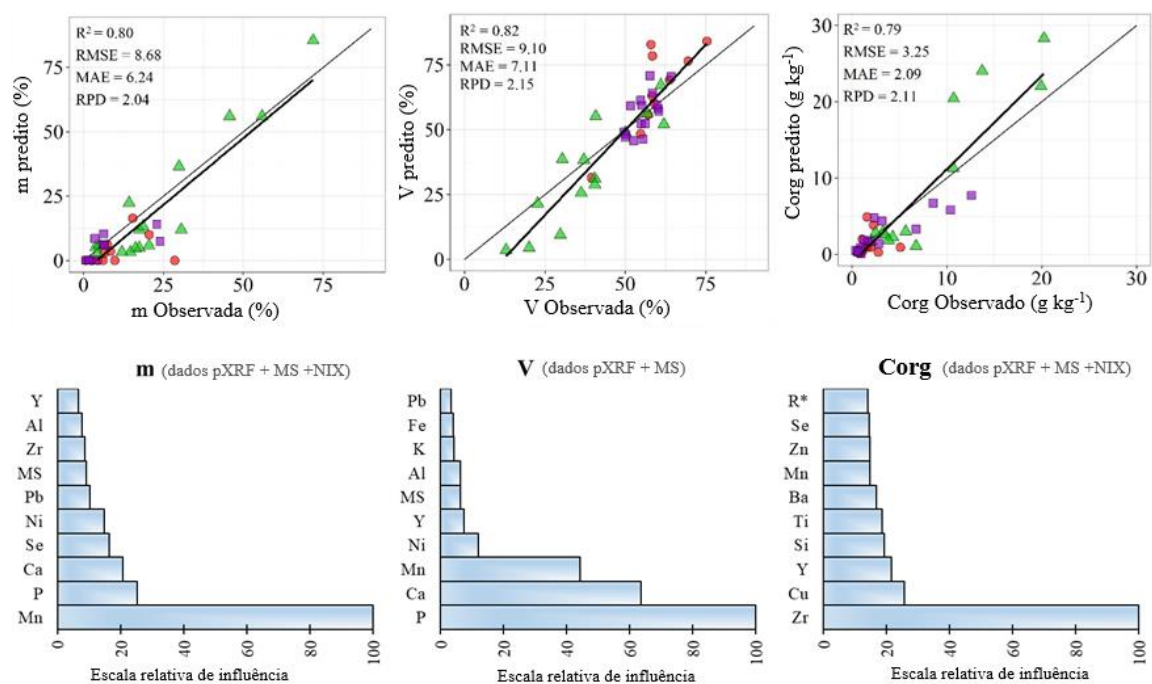 R² = 0.80
RMSE = 8.68
MAE = 6.24
RPD = 2.04
75
50
25
0
m predito (%)
0
25
50
75
m Observada (%)
R² = 0.82
RMSE = 9.10
MAE = 7.11
RPD = 2.15
75
50
25
0
V predito (%)
0
25
50
75
V Observada (%)
R² = 0.79
RMSE = 3.25
MAE = 2.09
RPD = 2.11
30
20
10
0
Corg predito (g kg⁻¹)
0
10
20
30
Corg Observado (g kg⁻¹)
m (dados pXRF + MS +NIX)
Y
Al
Zr
MS
Pb
Ni
Se
Ca
P
Mn
0
20
40
60
80
100
Escala relativa de influência
V (dados pXRF + MS)
Pb
Fe
K
Al
MS
Y
Ni
Mn
Ca
P
0
20
40
60
80
100
Escala relativa de influência
Corg (dados pXRF + MS +NIX)
R*
Se
Zn
Mn
Ba
Ti
Si
Y
Cu
Zr
0
20
40
60
80
100
Escala relativa de influência